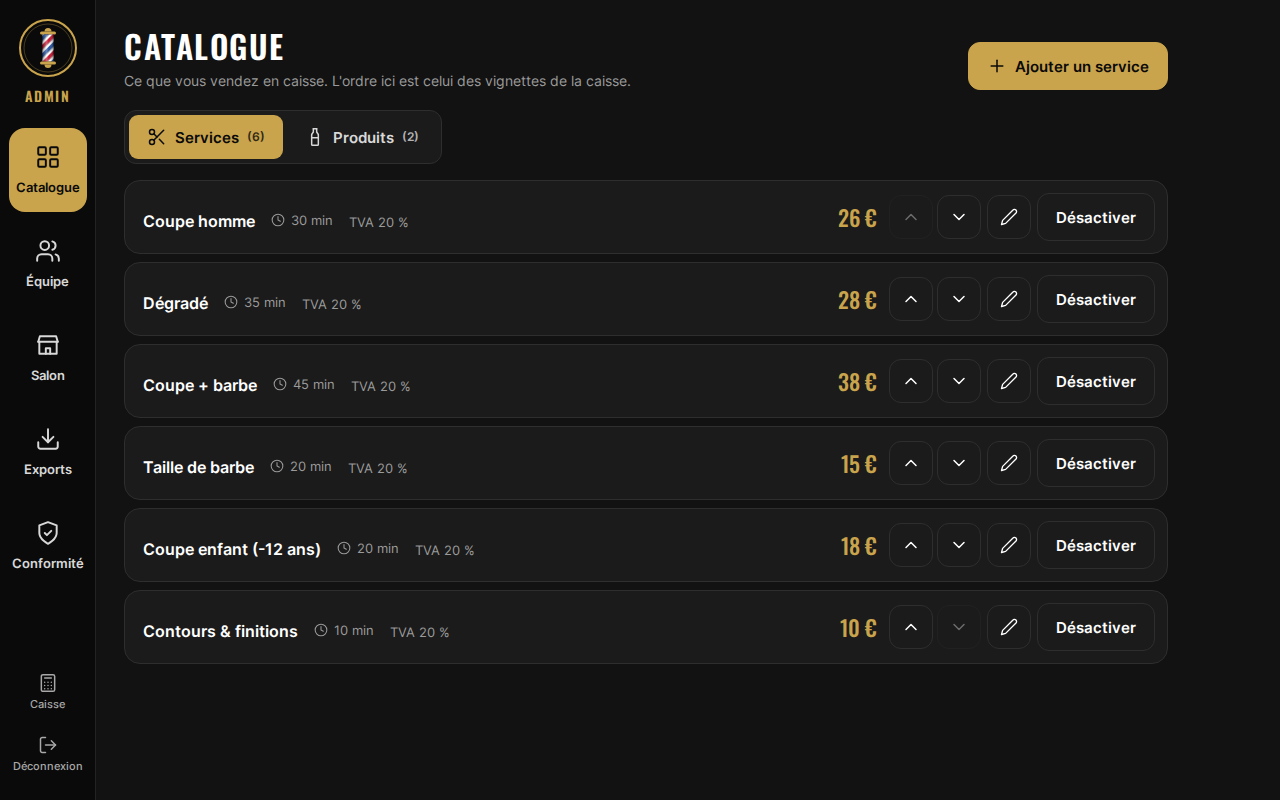 ADMIN
Catalogue
Équipe
Salon
Exports
Conformité
Caisse
Déconnexion
CATALOGUE
Ce que vous vendez en caisse. L'ordre ici est celui des vignettes de la caisse.
Ajouter un service
Services (6)
Produits (2)
Coupe homme 30 min TVA 20 % 26 € Désactiver
Dégradé 35 min TVA 20 % 28 € Désactiver
Coupe + barbe 45 min TVA 20 % 38 € Désactiver
Taille de barbe 20 min TVA 20 % 15 € Désactiver
Coupe enfant (-12 ans) 20 min TVA 20 % 18 € Désactiver
Contours & finitions 10 min TVA 20 % 10 € Désactiver